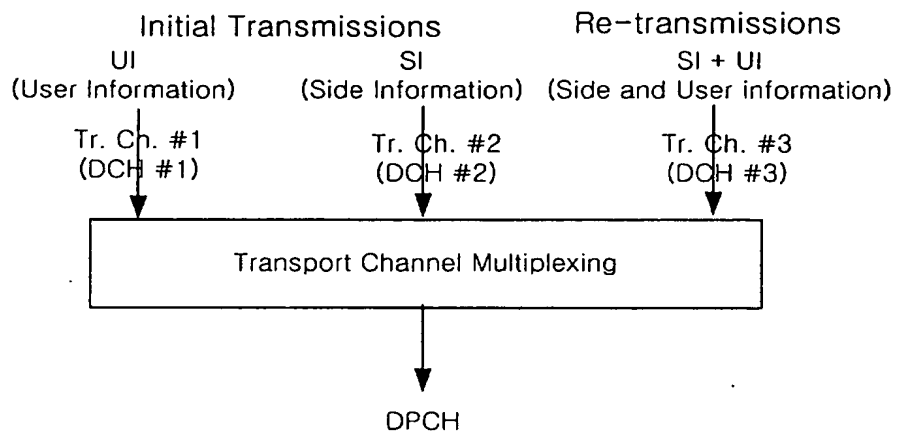 Initial Transmissions
Re-transmissions
UI
(User Information)
SI
(Side Information)
SI + UI
(Side and User information)
Tr. Ch. #1
(DCH #1)
Tr. Ch. #2
(DCH #2)
Tr. Ch. #3
(DCH #3)
Transport Channel Multiplexing
DPCH